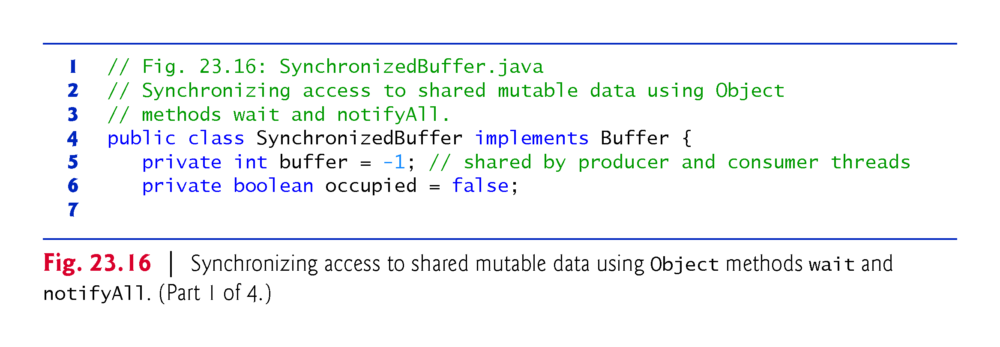 1 // Fig. 23.16: SynchronizedBuffer.java
2 // Synchronizing access to shared mutable data using Object
3 // methods wait and notifyAll.
4 public class SynchronizedBuffer implements Buffer {
5    private int buffer = -1; // shared by producer and consumer threads
6    private boolean occupied = false;
7
Fig. 23.16 | Synchronizing access to shared mutable data using Object methods wait and
notifyAll. (Part 1 of 4.)